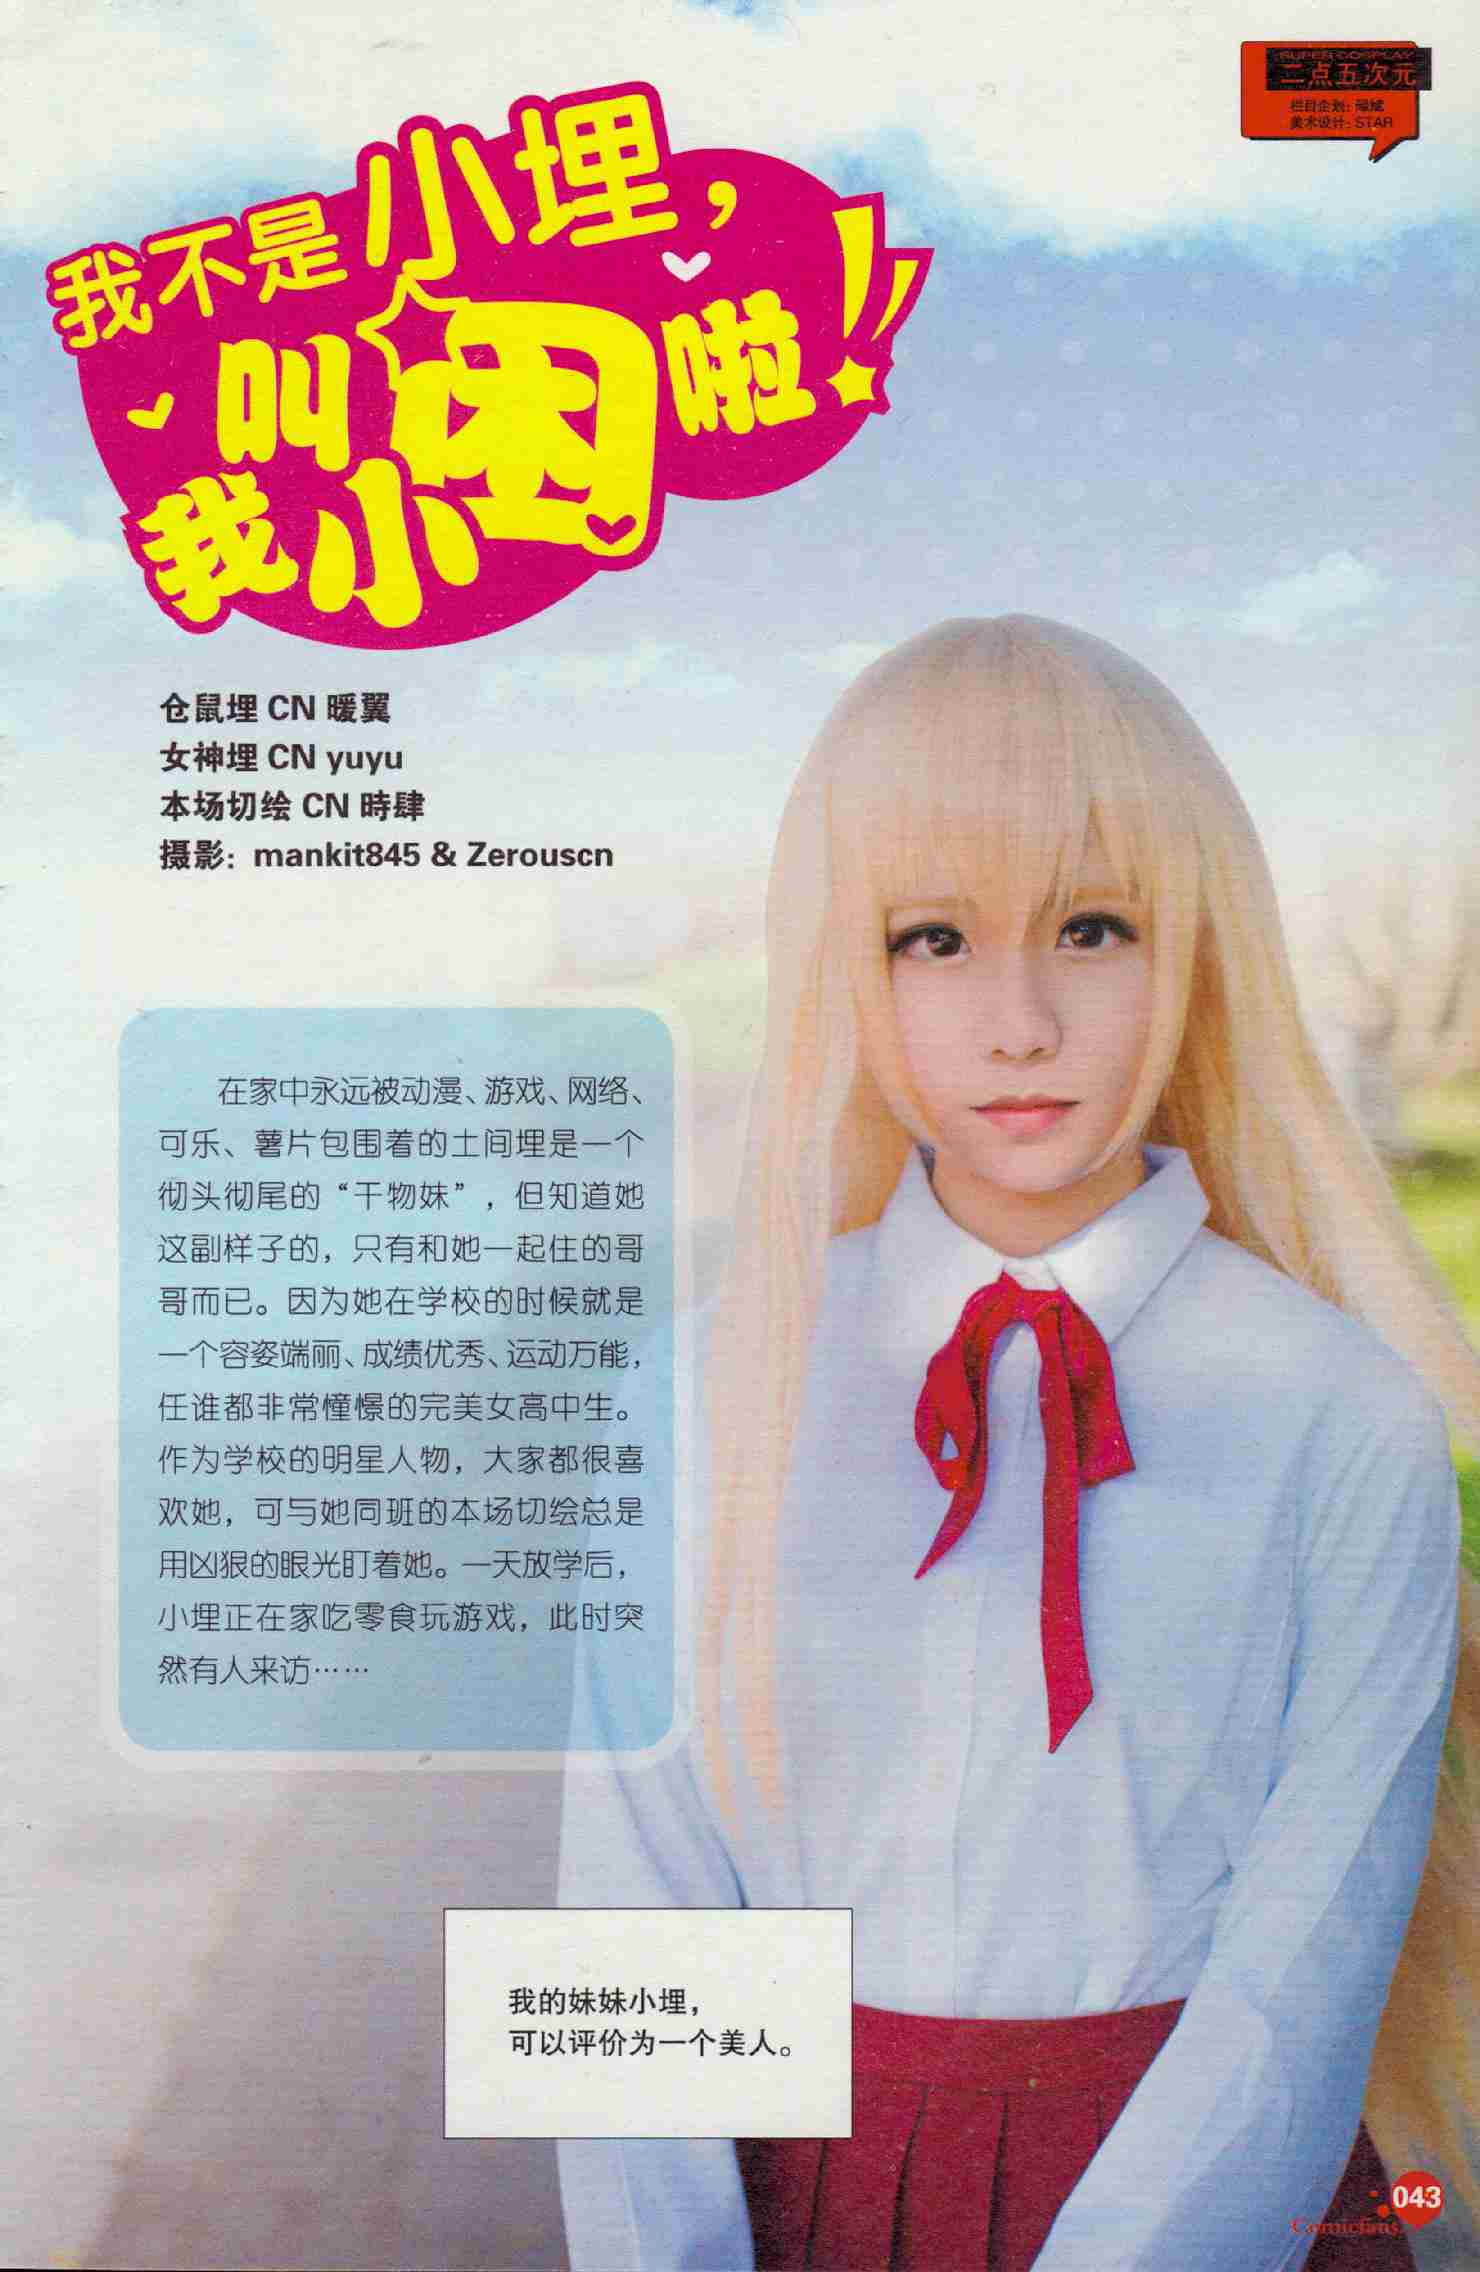 SUPER COSPLAY
二点五次元
美术设计：STAR
我不是小埋，
叫
我小困啦！！
仓鼠埋 CN 暖翼
女神埋 CN yuyu
本场切绘 CN 時肆
摄影：mankit845 & Zerouscn
在家中永远被动漫、游戏、网络、
可乐、薯片包围着的土间埋是一个
彻头彻尾的“干物妹”，但知道她
这副样子的，只有和她一起住的哥
哥而已。因为她在学校的时候就是
一个容姿端丽、成绩优秀、运动万能，
任谁都非常憧憬的完美女高中生。
作为学校的明星人物，大家都很喜
欢她，可与她同班的本场切绘总是
用凶狠的眼光盯着她。一天放学后，
小埋正在家吃零食玩游戏，此时突
然有人来访……
我的妹妹小埋，
可以评价为一个美人。
043
Comicfans